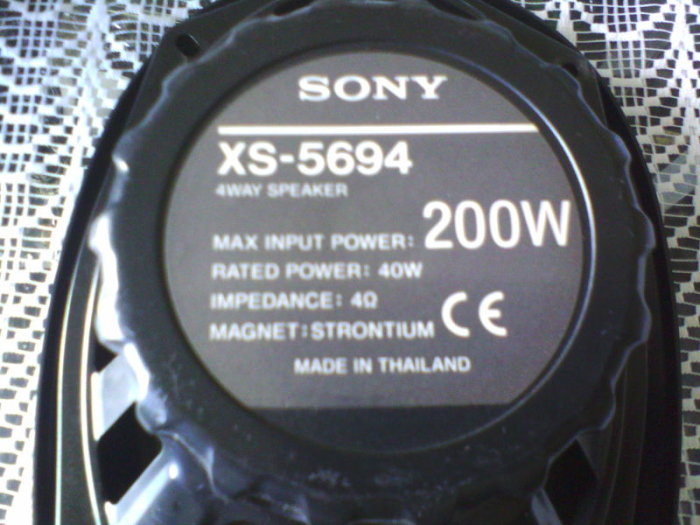 SONY
XS-5694
4WAY SPEAKER
MAX INPUT POWER: 200W
RATED POWER: 40W
IMPEDANCE: 4Ω
MAGNET:STRONTIUM CE
MADE IN THAILAND